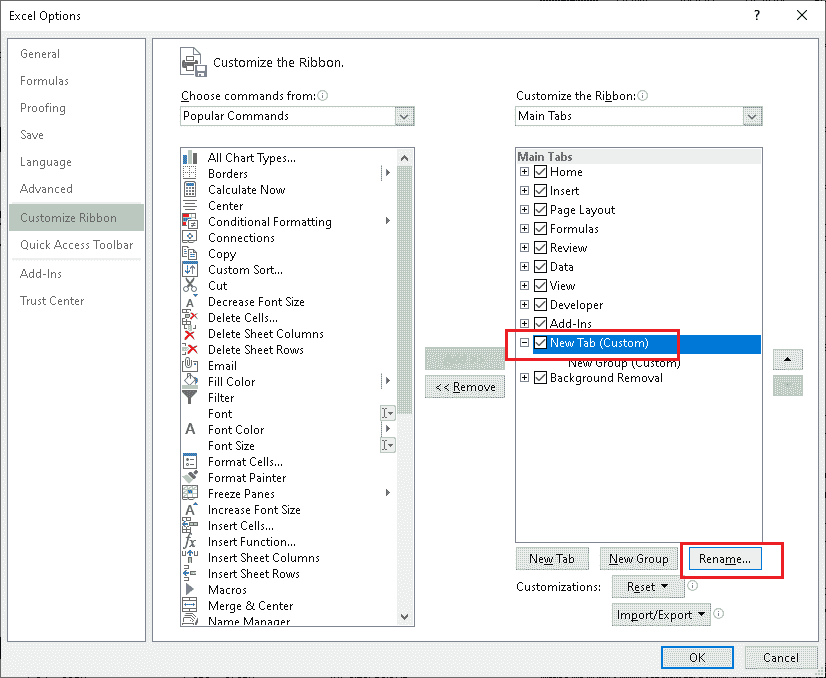 Excel Options
?
General
Formulas
Proofing
Save
Language
Advanced
Customize Ribbon
Quick Access Toolbar
Add-Ins
Trust Center
Customize the Ribbon.
Choose commands from:
Popular Commands
All Chart Types...
Borders
Calculate Now
Center
Conditional Formatting
Connections
Copy
Custom Sort...
Cut
Decrease Font Size
Delete Cells...
Delete Sheet Columns
Delete Sheet Rows
Email
Fill Color
Filter
Font
Font Color
Font Size
Format Cells...
Format Painter
Freeze Panes
Increase Font Size
Insert Cells...
Insert Function...
Insert Sheet Columns
Insert Sheet Rows
Macros
Merge & Center
Name Manager
<< Remove
Customize the Ribbon:
Main Tabs
Main Tabs
Home
Insert
Page Layout
Formulas
Review
Data
View
Developer
Add-Ins
New Tab (Custom)
New Group (Custom)
Background Removal
New Tab
New Group
Rename...
Customizations:
Reset
Import/Export
OK
Cancel